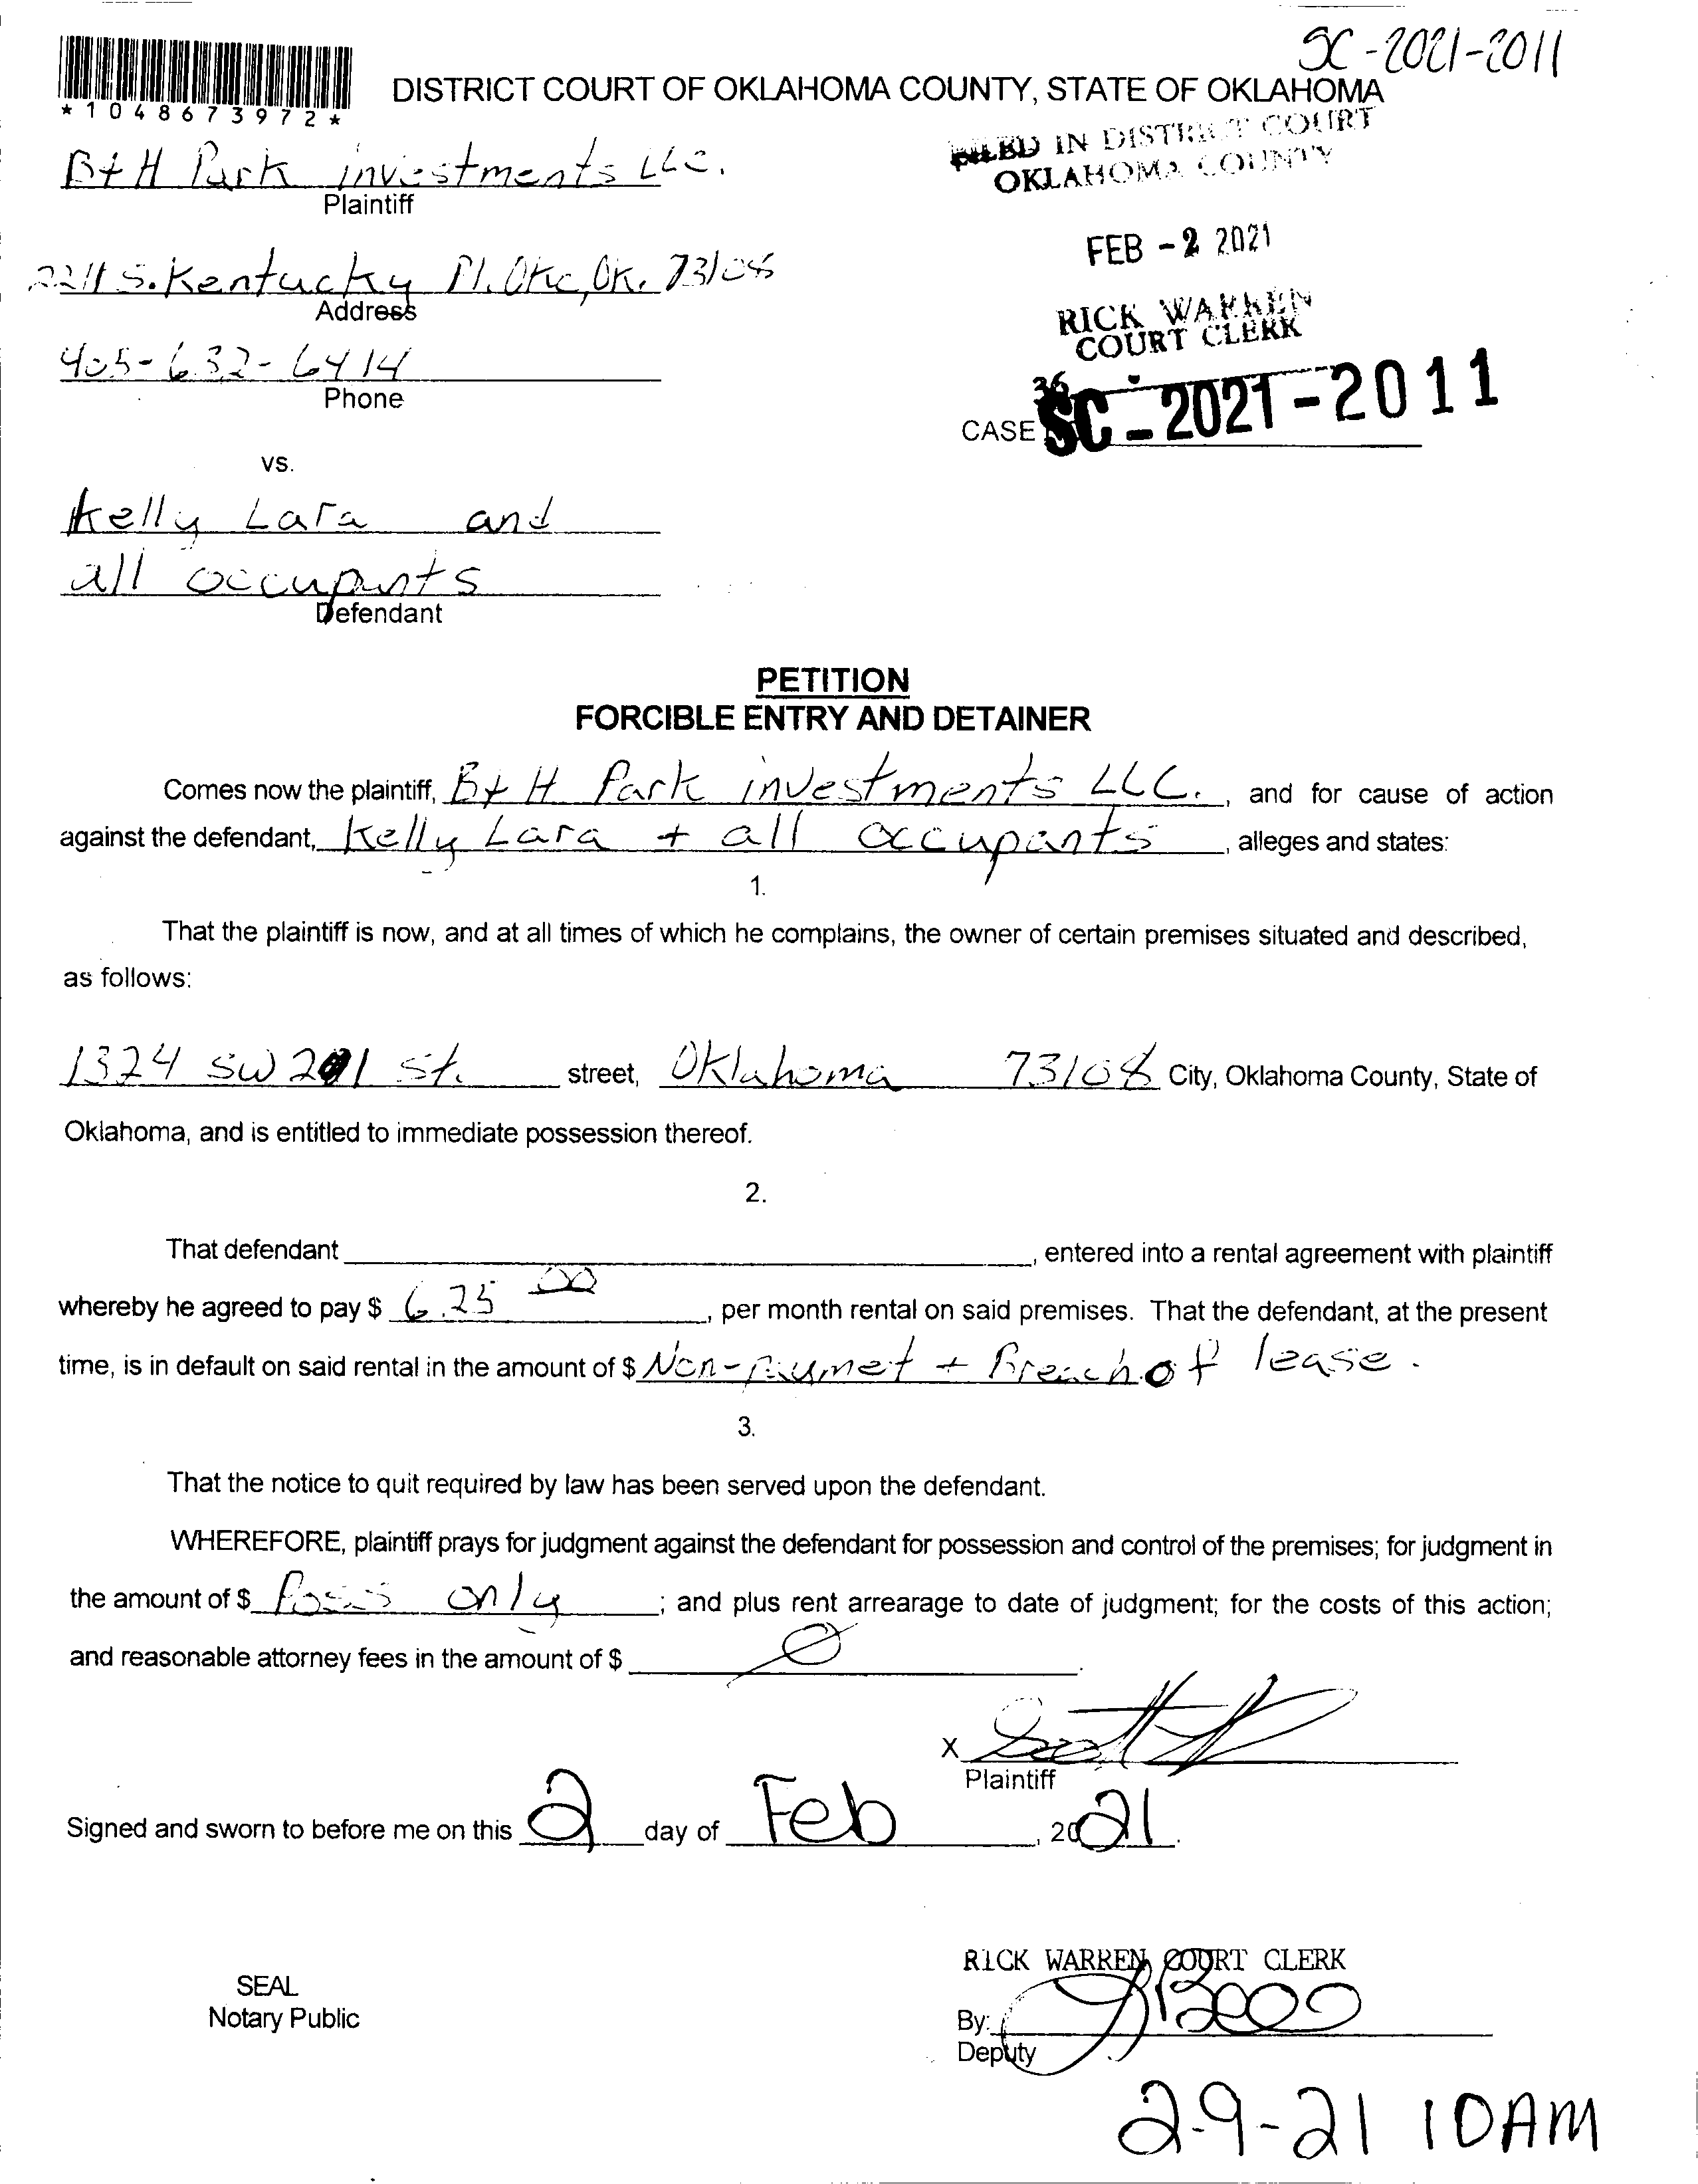 SC-2021-2011
*1048673972*
DISTRICT COURT OF OKLAHOMA COUNTY, STATE OF OKLAHOMA
FILED IN DISTRICT COURT
OKLAHOMA COUNTY
B+H Park investments LLC.
Plaintiff
FEB -2 2021
2211 S. Kentucky Pl. Okc, Ok. 73108
Address
RICK WARREN
COURT CLERK
405-632-6414
Phone
36
CASE SC-2021-2011
vs.
Kelly Lara and
all occupants
Defendant
PETITION
FORCIBLE ENTRY AND DETAINER
Comes now the plaintiff, B+H Park investments LLC., and for cause of action
against the defendant, Kelly Lara + all occupants, alleges and states:
1.
That the plaintiff is now, and at all times of which he complains, the owner of certain premises situated and described,
as follows:
1324 SW St. street, Oklahoma 73108 City, Oklahoma County, State of
Oklahoma, and is entitled to immediate possession thereof.
2.
That defendant, entered into a rental agreement with plaintiff
whereby he agreed to pay $ 6.25 00, per month rental on said premises. That the defendant, at the present
time, is in default on said rental in the amount of $ Non-paymet + Breach of lease.
3.
That the notice to quit required by law has been served upon the defendant.
WHEREFORE, plaintiff prays for judgment against the defendant for possession and control of the premises; for judgment in
the amount of $ Poss only; and plus rent arrearage to date of judgment; for the costs of this action;
and reasonable attorney fees in the amount of $ Ø.
X
Plaintiff
Signed and sworn to before me on this 2 day of Feb, 2021.
RICK WARREN COURT CLERK
SEAL
Notary Public
By:
Deputy
2-9-21 10AM